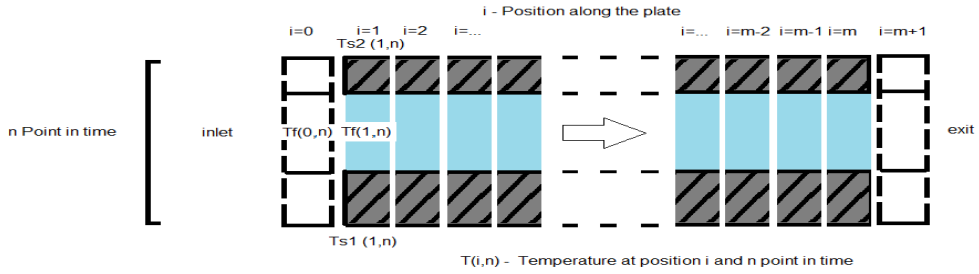 i - Position along the plate
i=0 i=1 i=2 i=... i=... i=m-2 i=m-1 i=m i=m+1
Ts2 (1,n)
n Point in time inlet Tf(0,n) Tf(1,n) exit
Ts1 (1,n)
T(i,n) - Temperature at position i and n point in time